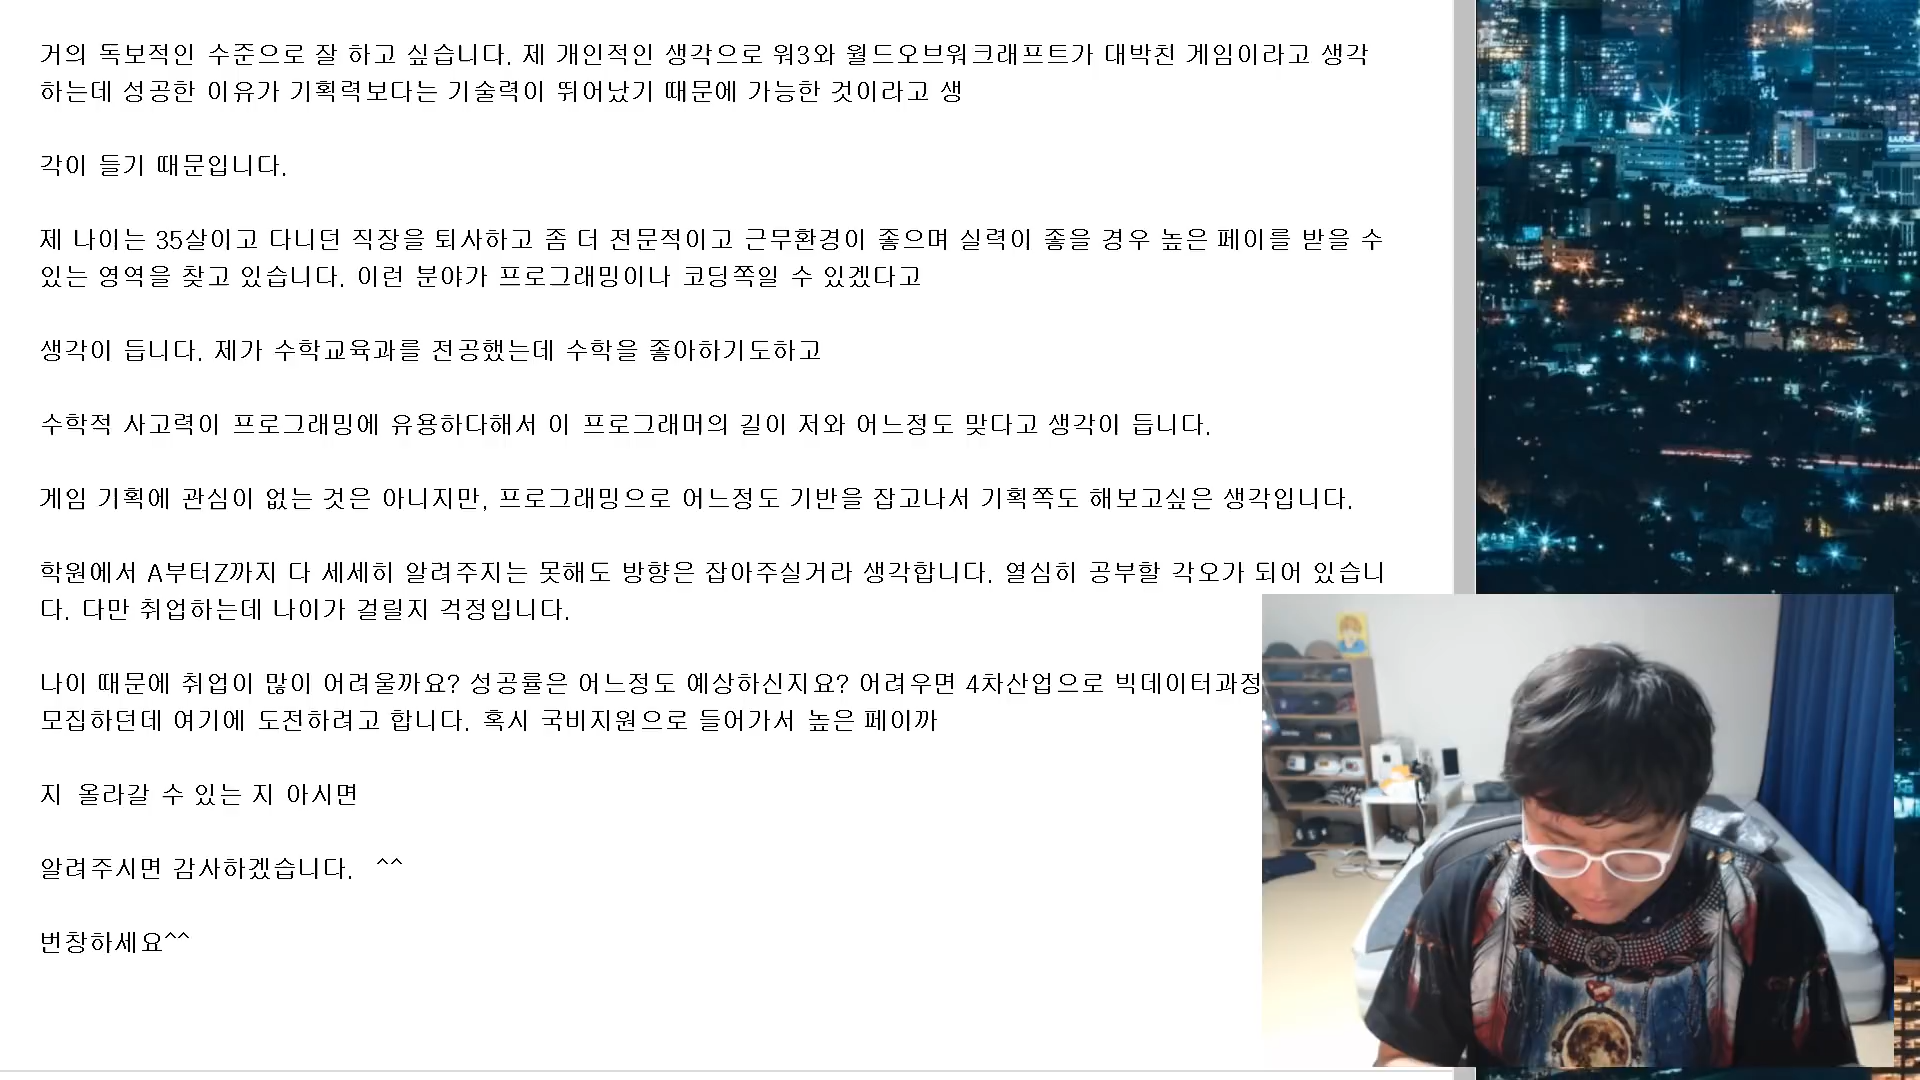 거의 독보적인 수준으로 잘 하고 싶습니다. 제 개인적인 생각으로 워3와 월드오브워크래프트가 대박친 게임이라고 생각
하는데 성공한 이유가 기획력보다는 기술력이 뛰어났기 때문에 가능한 것이라고 생
각이 들기 때문입니다.
제 나이는 35살이고 다니던 직장을 퇴사하고 좀 더 전문적이고 근무환경이 좋으며 실력이 좋을 경우 높은 페이를 받을 수
있는 영역을 찾고 있습니다. 이런 분야가 프로그래밍이나 코딩쪽일 수 있겠다고
생각이 듭니다. 제가 수학교육과를 전공했는데 수학을 좋아하기도하고
수학적 사고력이 프로그래밍에 유용하다해서 이 프로그래머의 길이 저와 어느정도 맞다고 생각이 듭니다.
게임 기획에 관심이 없는 것은 아니지만, 프로그래밍으로 어느정도 기반을 잡고나서 기획쪽도 해보고싶은 생각입니다.
학원에서 A부터Z까지 다 세세히 알려주지는 못해도 방향은 잡아주실거라 생각합니다. 열심히 공부할 각오가 되어 있습니
다. 다만 취업하는데 나이가 걸릴지 걱정입니다.
나이 때문에 취업이 많이 어려울까요? 성공률은 어느정도 예상하신지요? 어려우면 4차산업으로 빅데이터과정
모집하던데 여기에 도전하려고 합니다. 혹시 국비지원으로 들어가서 높은 페이까
지 올라갈 수 있는 지 아시면
알려주시면 감사하겠습니다. ^^
번창하세요^^